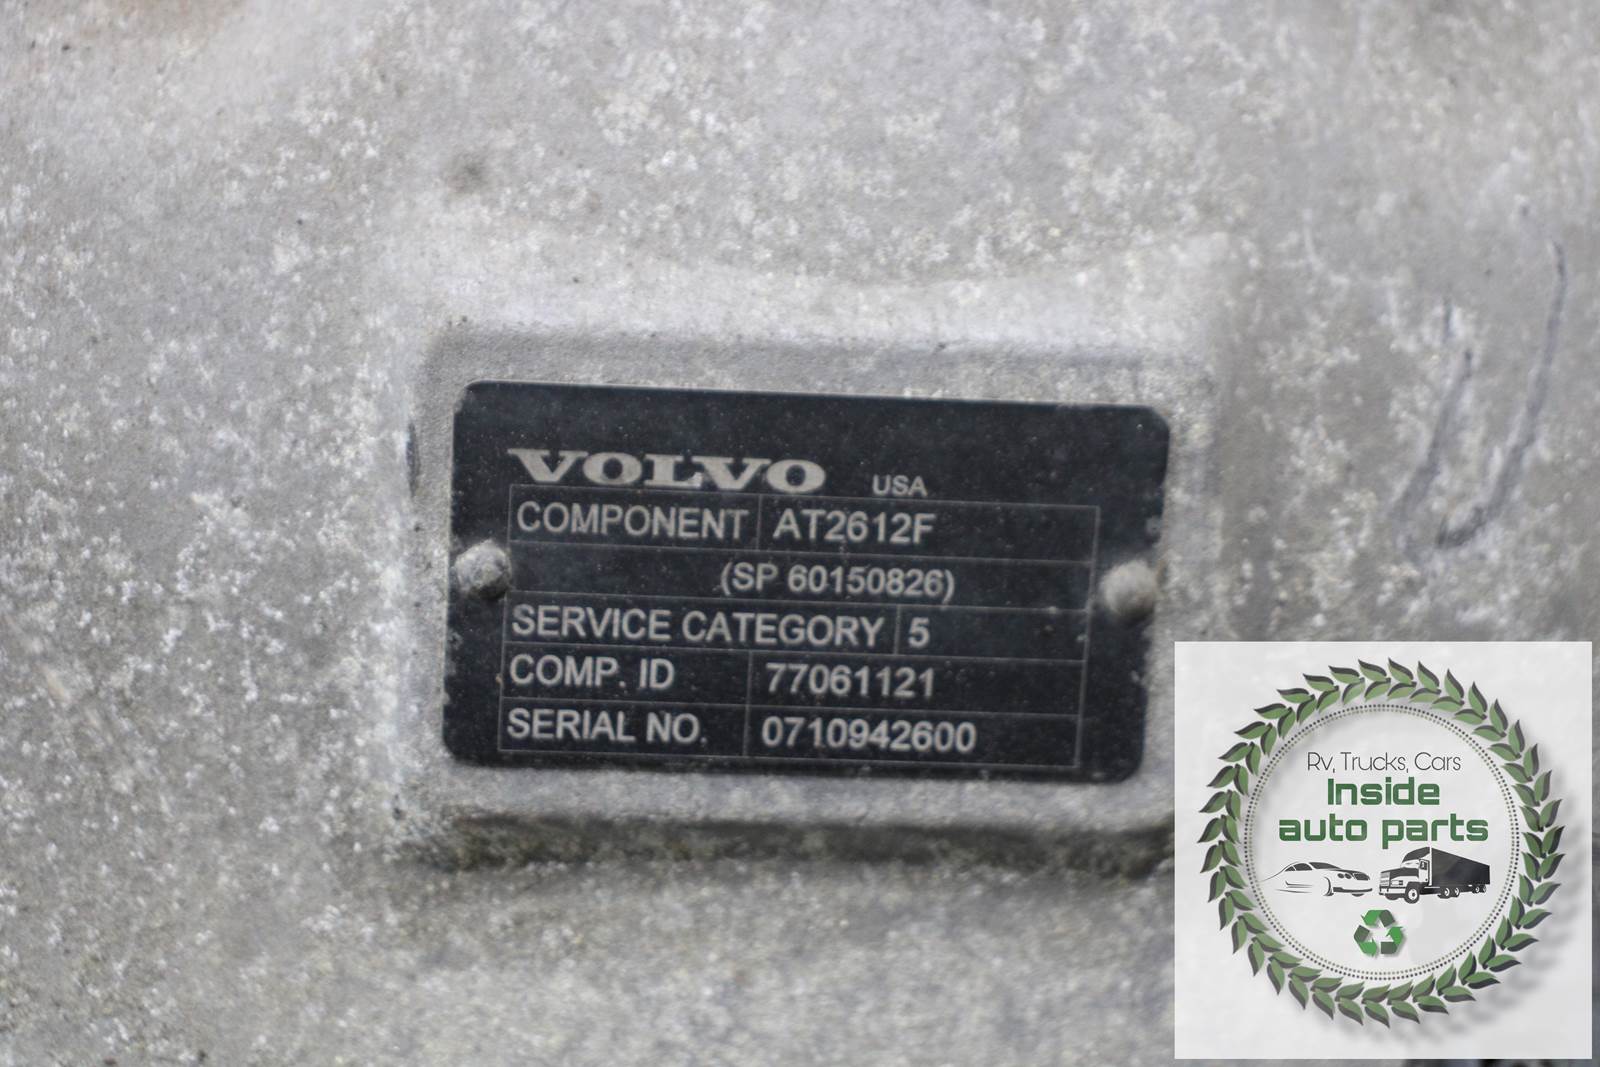 VOLVO USA
COMPONENT AT2612F
(SP 60150826)
SERVICE CATEGORY 5
COMP. ID 77061121
SERIAL NO. 0710942600
Rv, Trucks, Cars
Inside
auto parts